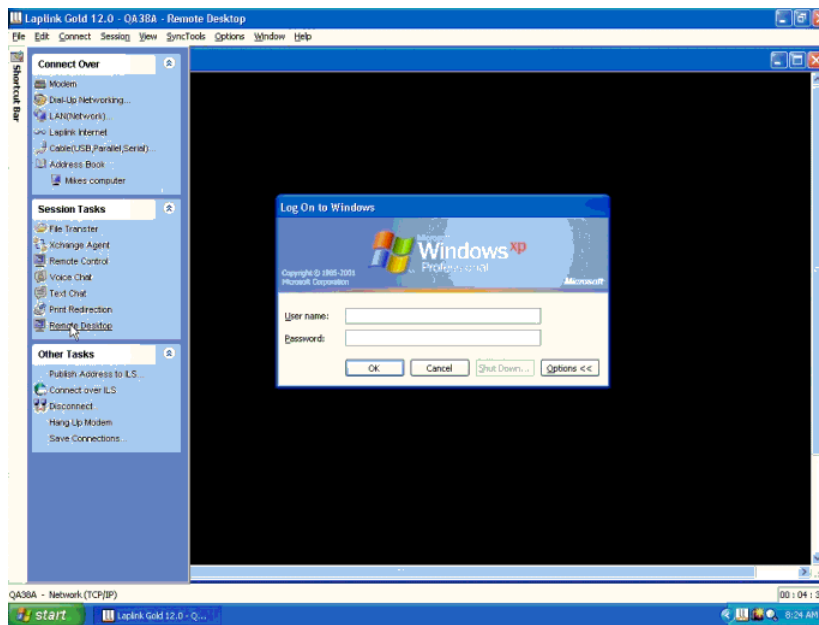 Laplink Gold 12.0 - QA38A - Remote Desktop
File Edit Connect Session View SyncTools Options Window Help
Shortcut Bar
Connect Over
Modem
Dial-Up Networking...
LAN(Network)...
Laplink Internet
Cable(USB,Parallel,Serial)...
Address Book
Mikes computer
Session Tasks
File Transfer
Xchange Agent
Remote Control
Voice Chat
Text Chat
Print Redirection
Remote Desktop
Other Tasks
Publish Address to ILS...
Connect over ILS
Disconnect
Hang Up Modem
Save Connections...
Log On to Windows
Microsoft
Windows xp
Professional
Copyright © 1985-2001
Microsoft Corporation
Microsoft
User name:
Password:
OK Cancel Shut Down... Options <<
QA38A - Network (TCP/IP)
00 : 04 : 3
start Laplink Gold 12.0 - Q... 8:24 AM